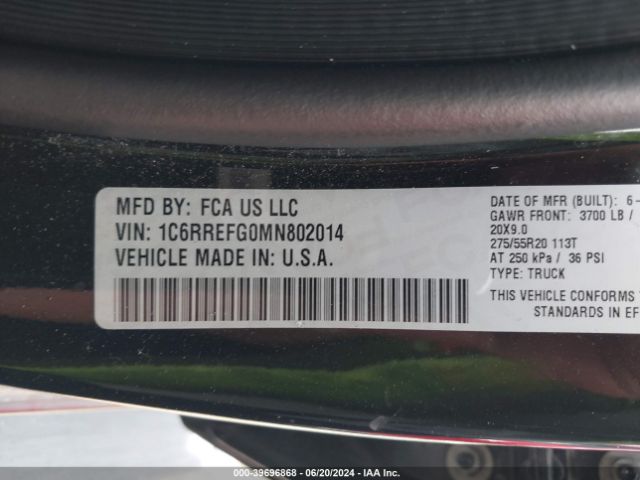 MFD BY: FCA US LLC
VIN: 1C6RREFG0MN802014
VEHICLE MADE IN: U.S.A.
DATE OF MFR (BUILT): 6-
GAWR FRONT: 3700 LB /
20X9.0
275/55R20 113T
AT 250 kPa / 36 PSI
TYPE: TRUCK
THIS VEHICLE CONFORMS
STANDARDS IN EF
000-39696868 - 06/20/2024 - IAA Inc.